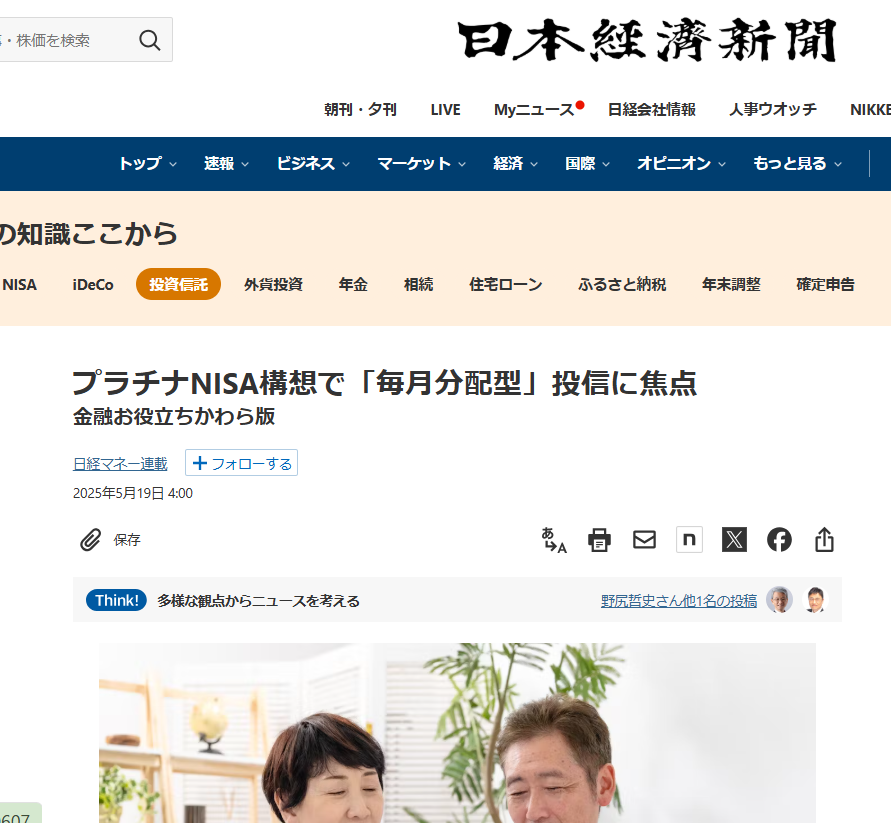 ・株価を検索
日本経済新聞
朝刊・夕刊 LIVE Myニュース 日経会社情報 人事ウオッチ NIKKE
トップ 速報 ビジネス マーケット 経済 国際 オピニオン もっと見る
の知識ここから
NISA iDeCo 投資信託 外貨投資 年金 相続 住宅ローン ふるさと納税 年末調整 確定申告
プラチナNISA構想で「毎月分配型」投信に焦点
金融お役立ちかわら版
日経マネー連載 フォローする
2025年5月19日 4:00
保存 あ A n X f
Think! 多様な観点からニュースを考える 野尻哲史さん他1名の投稿
607